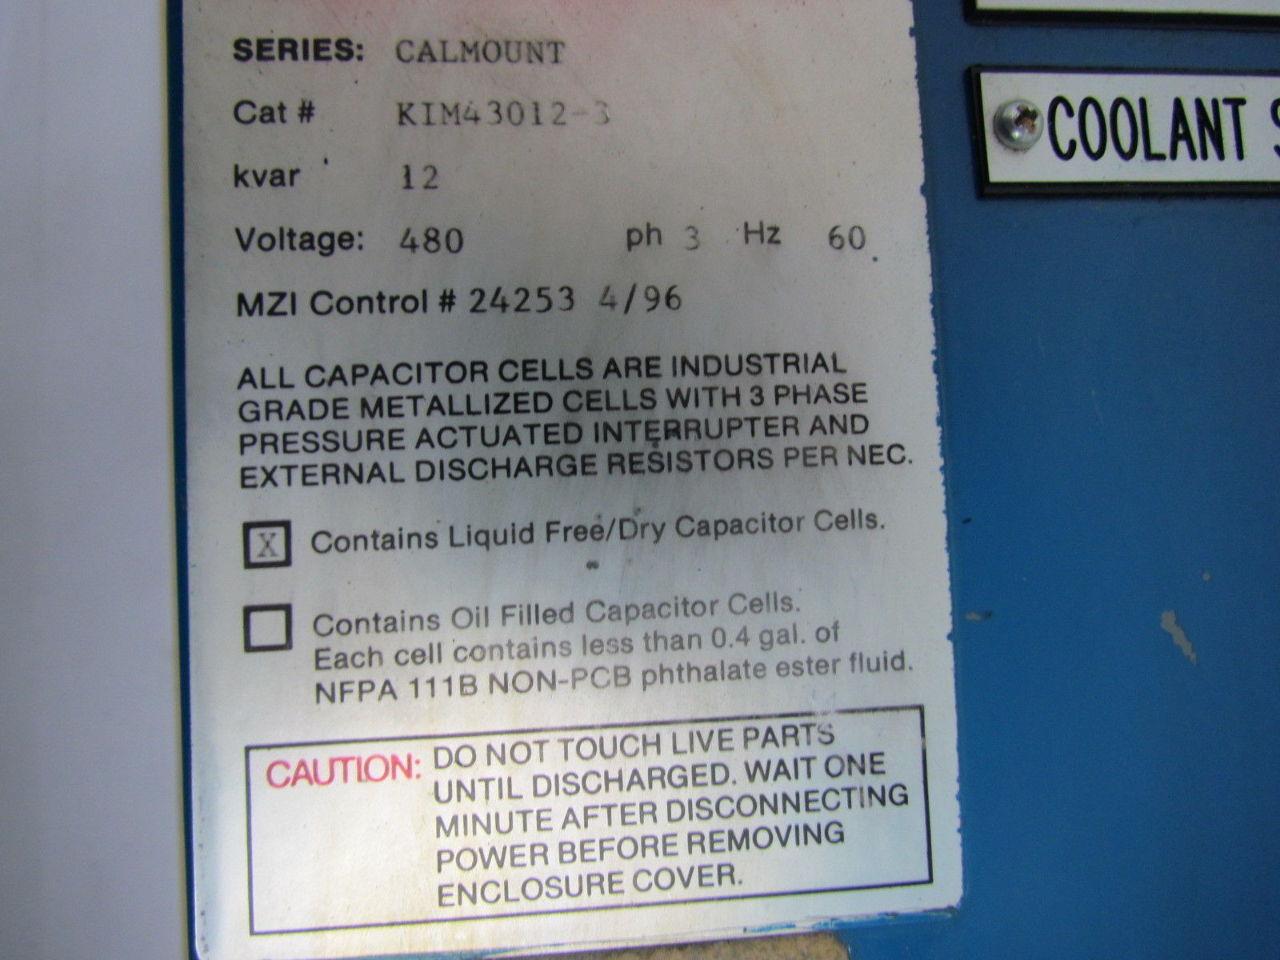 SERIES: CALMOUNT
Cat # KIM43012-3
kvar 12
Voltage: 480 ph 3 Hz 60
MZI Control # 24253 4/96
ALL CAPACITOR CELLS ARE INDUSTRIAL
GRADE METALLIZED CELLS WITH 3 PHASE
PRESSURE ACTUATED INTERRUPTER AND
EXTERNAL DISCHARGE RESISTORS PER NEC.
X Contains Liquid Free/Dry Capacitor Cells.
Contains Oil Filled Capacitor Cells.
Each cell contains less than 0.4 gal. of
NFPA 111B NON-PCB phthalate ester fluid.
CAUTION: DO NOT TOUCH LIVE PARTS
UNTIL DISCHARGED. WAIT ONE
MINUTE AFTER DISCONNECTING
POWER BEFORE REMOVING
ENCLOSURE COVER.
COOLANT